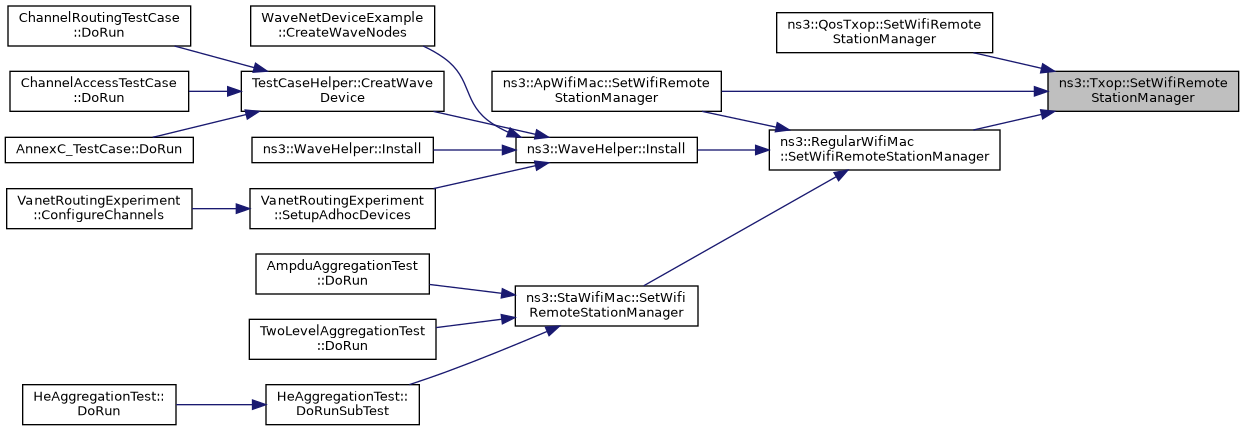 ChannelRoutingTestCase
::DoRun
WaveNetDeviceExample
::CreateWaveNodes
ns3::QosTxop::SetWifiRemote
StationManager
ChannelAccessTestCase
::DoRun
TestCaseHelper::CreatWave
Device
ns3::ApWifiMac::SetWifiRemote
StationManager
ns3::Txop::SetWifiRemote
StationManager
AnnexC_TestCase::DoRun
ns3::WaveHelper::Install
ns3::WaveHelper::Install
ns3::RegularWifiMac
::SetWifiRemoteStationManager
VanetRoutingExperiment
::ConfigureChannels
VanetRoutingExperiment
::SetupAdhocDevices
AmpduAggregationTest
::DoRun
ns3::StaWifiMac::SetWifi
RemoteStationManager
TwoLevelAggregationTest
::DoRun
HeAggregationTest::
DoRun
HeAggregationTest::
DoRunSubTest